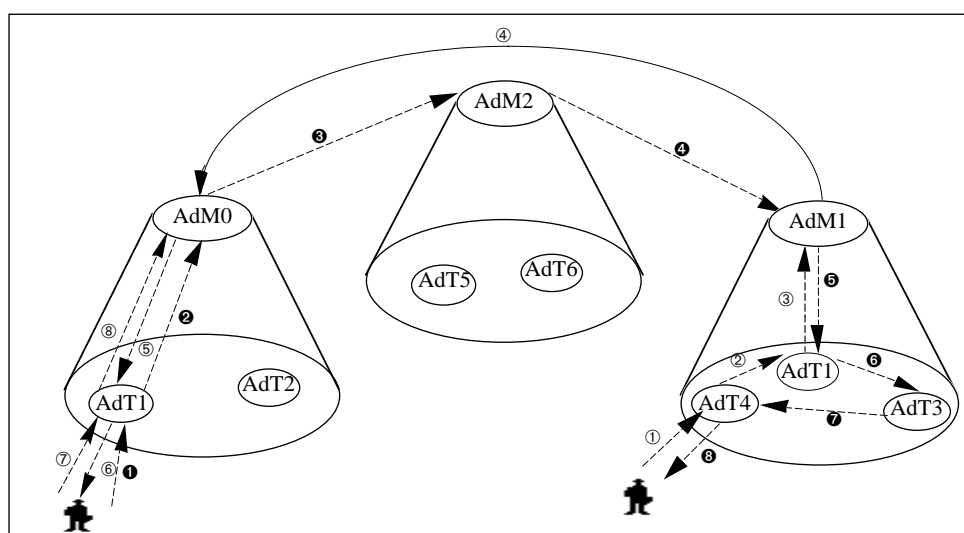 ④
AdM2
❸
❹
AdM0
AdM1
AdT5
AdT6
❷
③
❺
⑧
⑤
②
❻
AdT1
AdT2
AdT1
AdT4
AdT3
❼
①
⑦
⑥
❶
❽